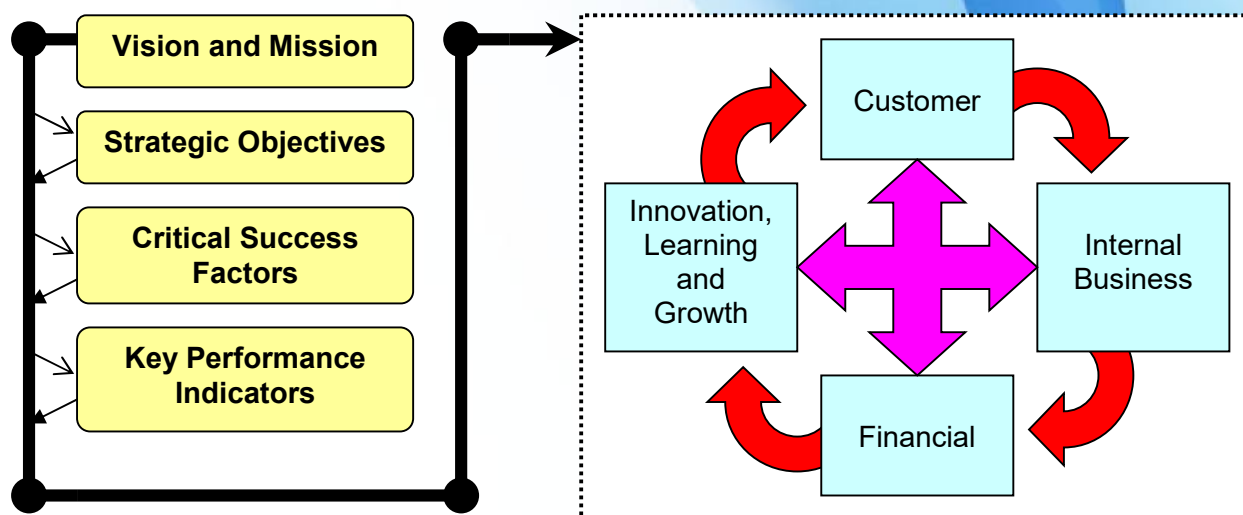 Vision and Mission
Strategic Objectives
Critical Success
Factors
Key Performance
Indicators
Customer
Innovation,
Learning
and
Growth
Internal
Business
Financial